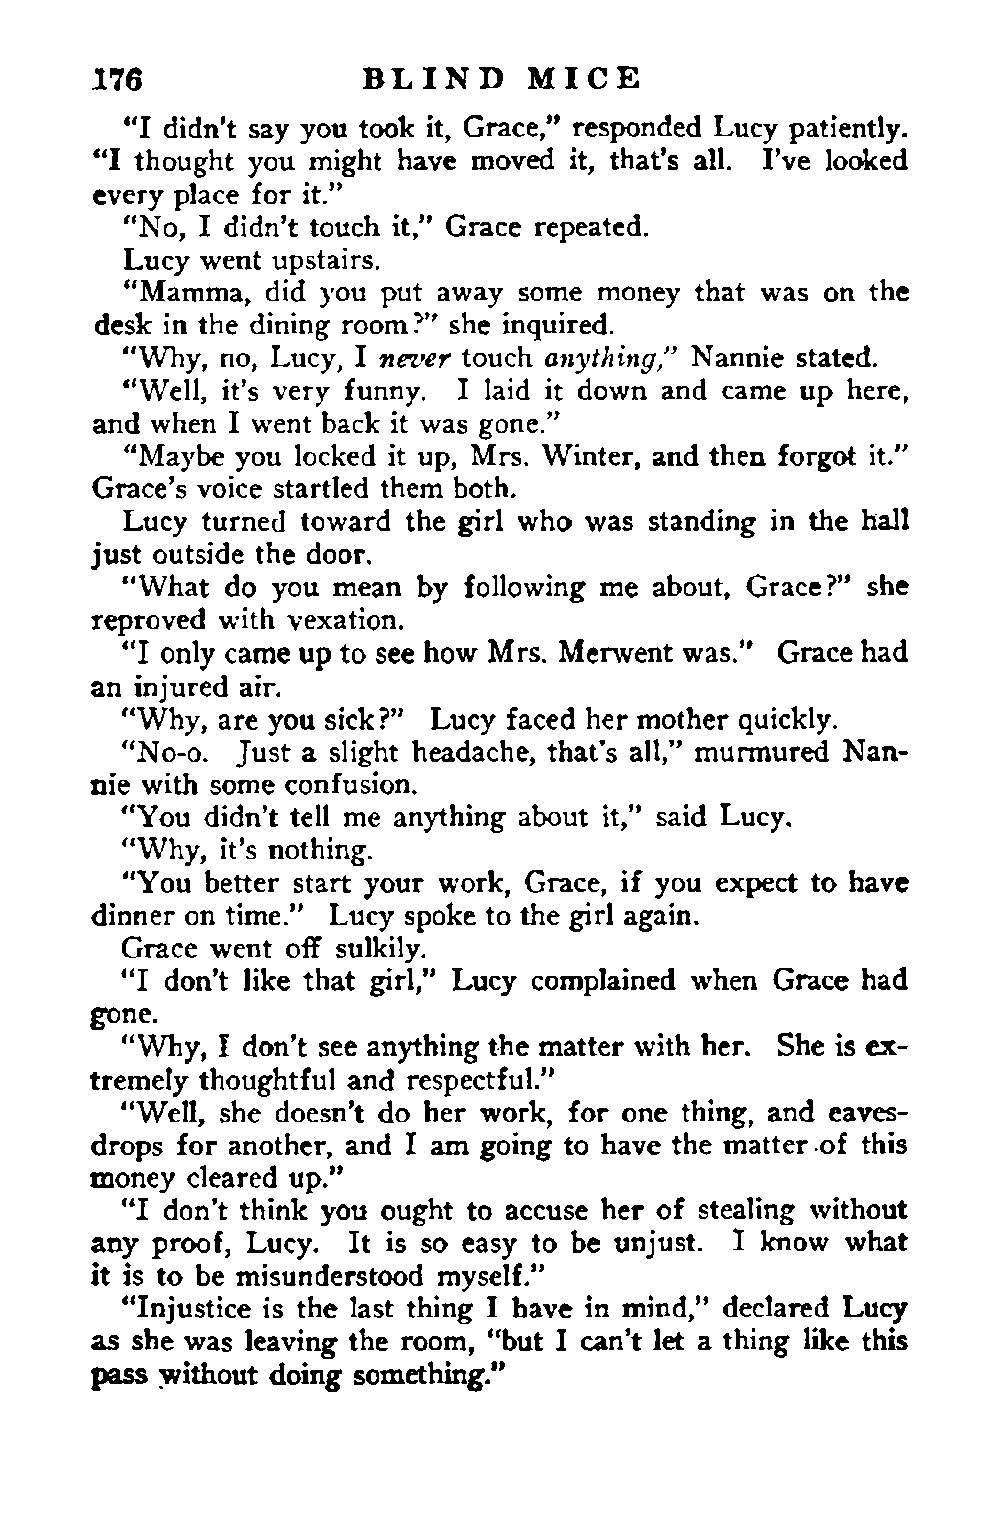 176 BLIND MICE
“I didn't say you took it, Grace,” responded Lucy patiently.
“I thought you might have moved it, that's all. I've looked
every place for it.”
“No, I didn't touch it,” Grace repeated.
Lucy went upstairs.
“Mamma, did you put away some money that was on the
desk in the dining room?” she inquired.
“Why, no, Lucy, I never touch anything,” Nannie stated.
“Well, it's very funny. I laid it down and came up here,
and when I went back it was gone.”
“Maybe you locked it up, Mrs. Winter, and then forgot it.”
Grace's voice startled them both.
Lucy turned toward the girl who was standing in the hall
just outside the door.
“What do you mean by following me about, Grace?” she
reproved with vexation.
“I only came up to see how Mrs. Merwent was.” Grace had
an injured air.
“Why, are you sick?” Lucy faced her mother quickly.
“No-o. Just a slight headache, that's all,” murmured Nan-
nie with some confusion.
“You didn't tell me anything about it,” said Lucy.
“Why, it's nothing.
“You better start your work, Grace, if you expect to have
dinner on time.” Lucy spoke to the girl again.
Grace went off sulkily.
“I don't like that girl,” Lucy complained when Grace had
gone.
“Why, I don't see anything the matter with her. She is ex-
tremely thoughtful and respectful.”
“Well, she doesn't do her work, for one thing, and eaves-
drops for another, and I am going to have the matter of this
money cleared up.”
“I don't think you ought to accuse her of stealing without
any proof, Lucy. It is so easy to be unjust. I know what
it is to be misunderstood myself.”
“Injustice is the last thing I have in mind,” declared Lucy
as she was leaving the room, “but I can't let a thing like this
pass without doing something.”